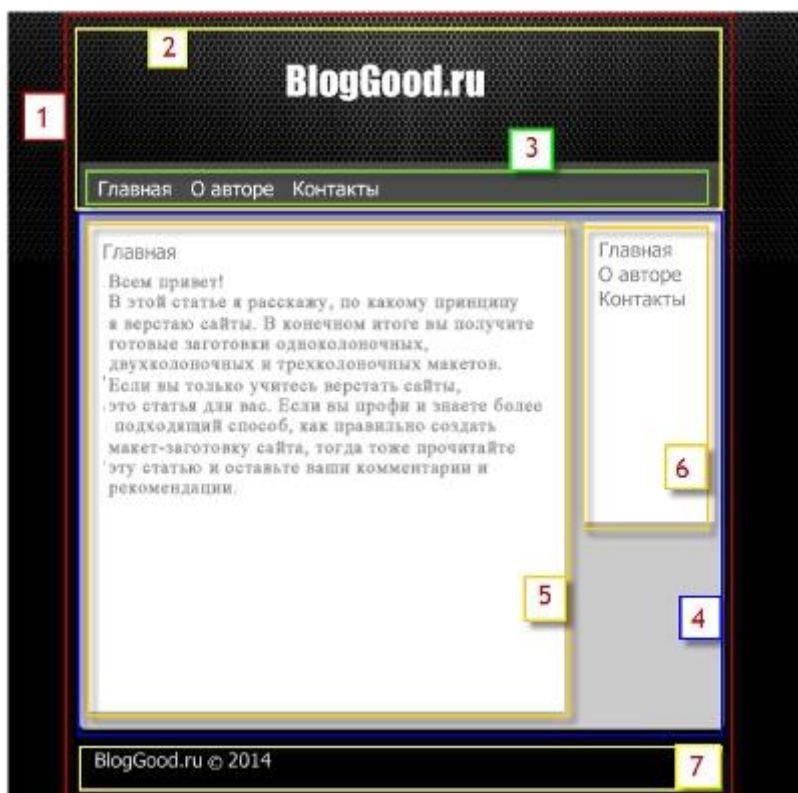 2
BlogGood.ru
1
3
Главная О авторе Контакты
Главная
Всем привет!
В этой статье я расскажу, по какому принципу
я верстаю сайты. В конечном итоге вы получите
готовые заготовки одноколоночных,
двухколоночных и трехколоночных макетов.
Если вы только учитесь верстать сайты,
это статья для вас. Если вы профи и знаете более
подходящий способ, как правильно создать
макет-заготовку сайта, тогда тоже прочитайте
эту статью и оставьте ваши комментарии и
рекомендации.
5
Главная
О авторе
Контакты
6
4
BlogGood.ru © 2014
7